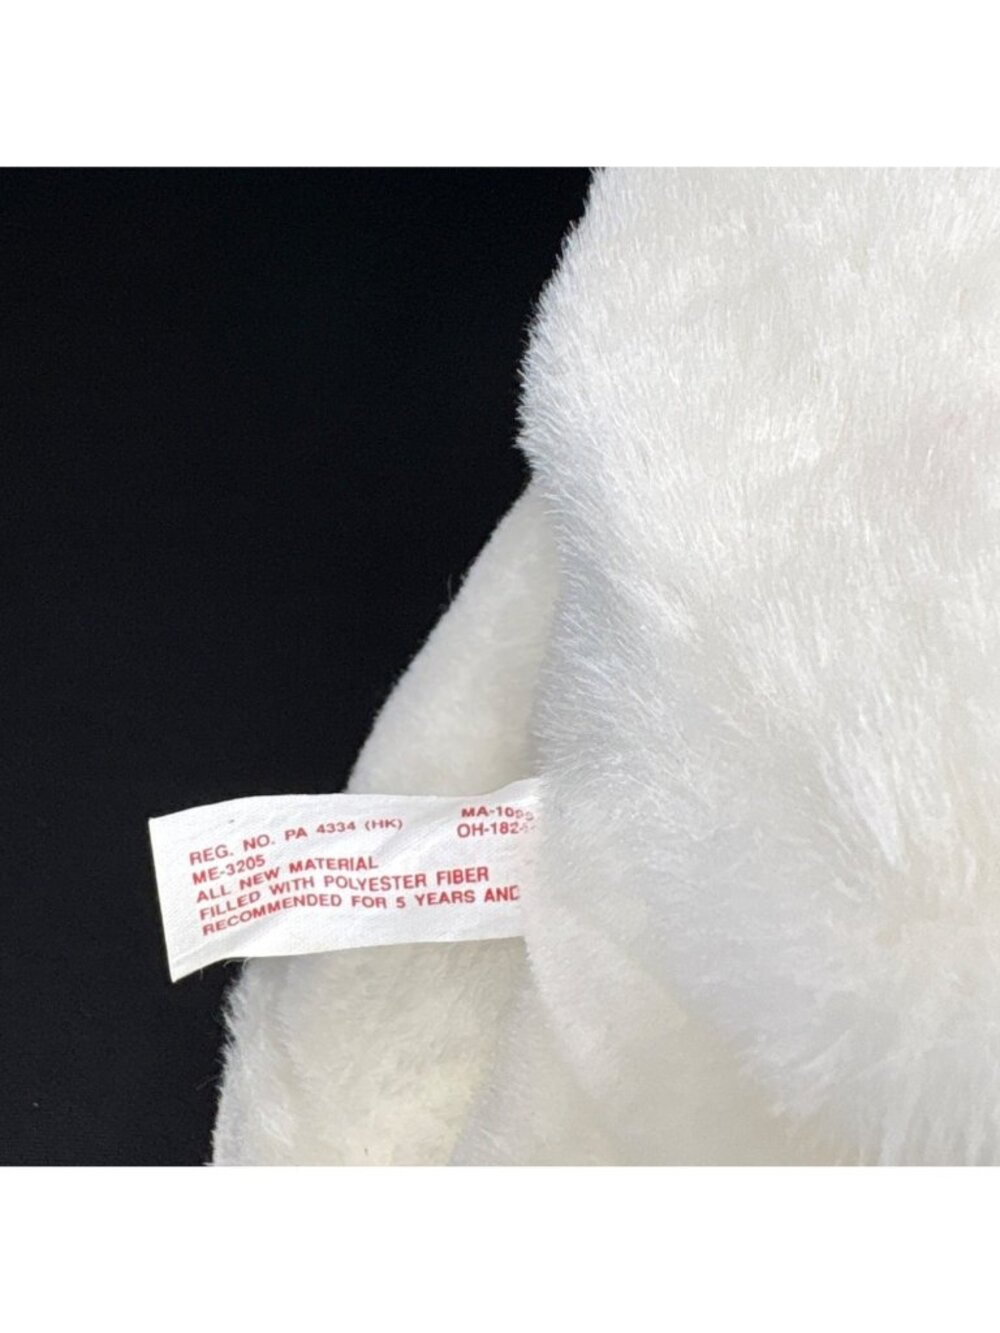 REG. NO. PA 4334 (HK)
ME-3205
ALL NEW MATERIAL
FILLED WITH POLYESTER FIBER
RECOMMENDED FOR 5 YEARS AND